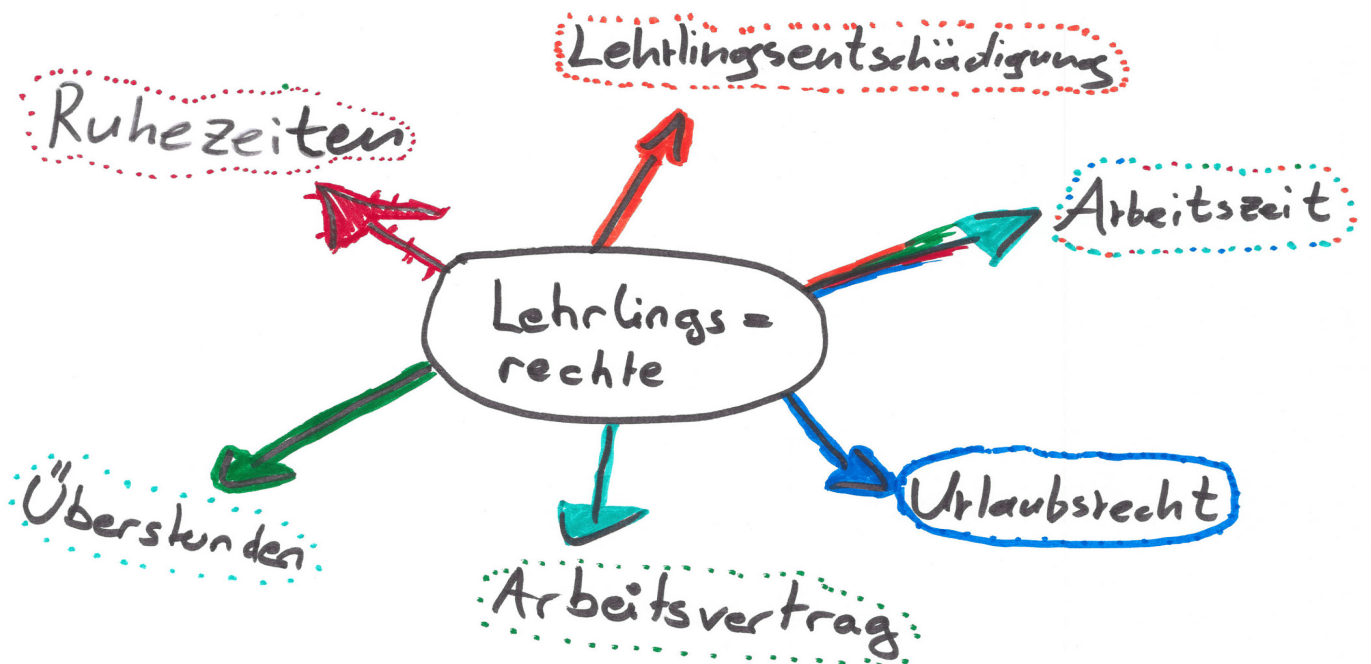 Lehrlingsentschädigung
Ruhezeiten
Arbeitszeit
Lehrlings=
rechte
Überstunden
Urlaubsrecht
Arbeitsvertrag